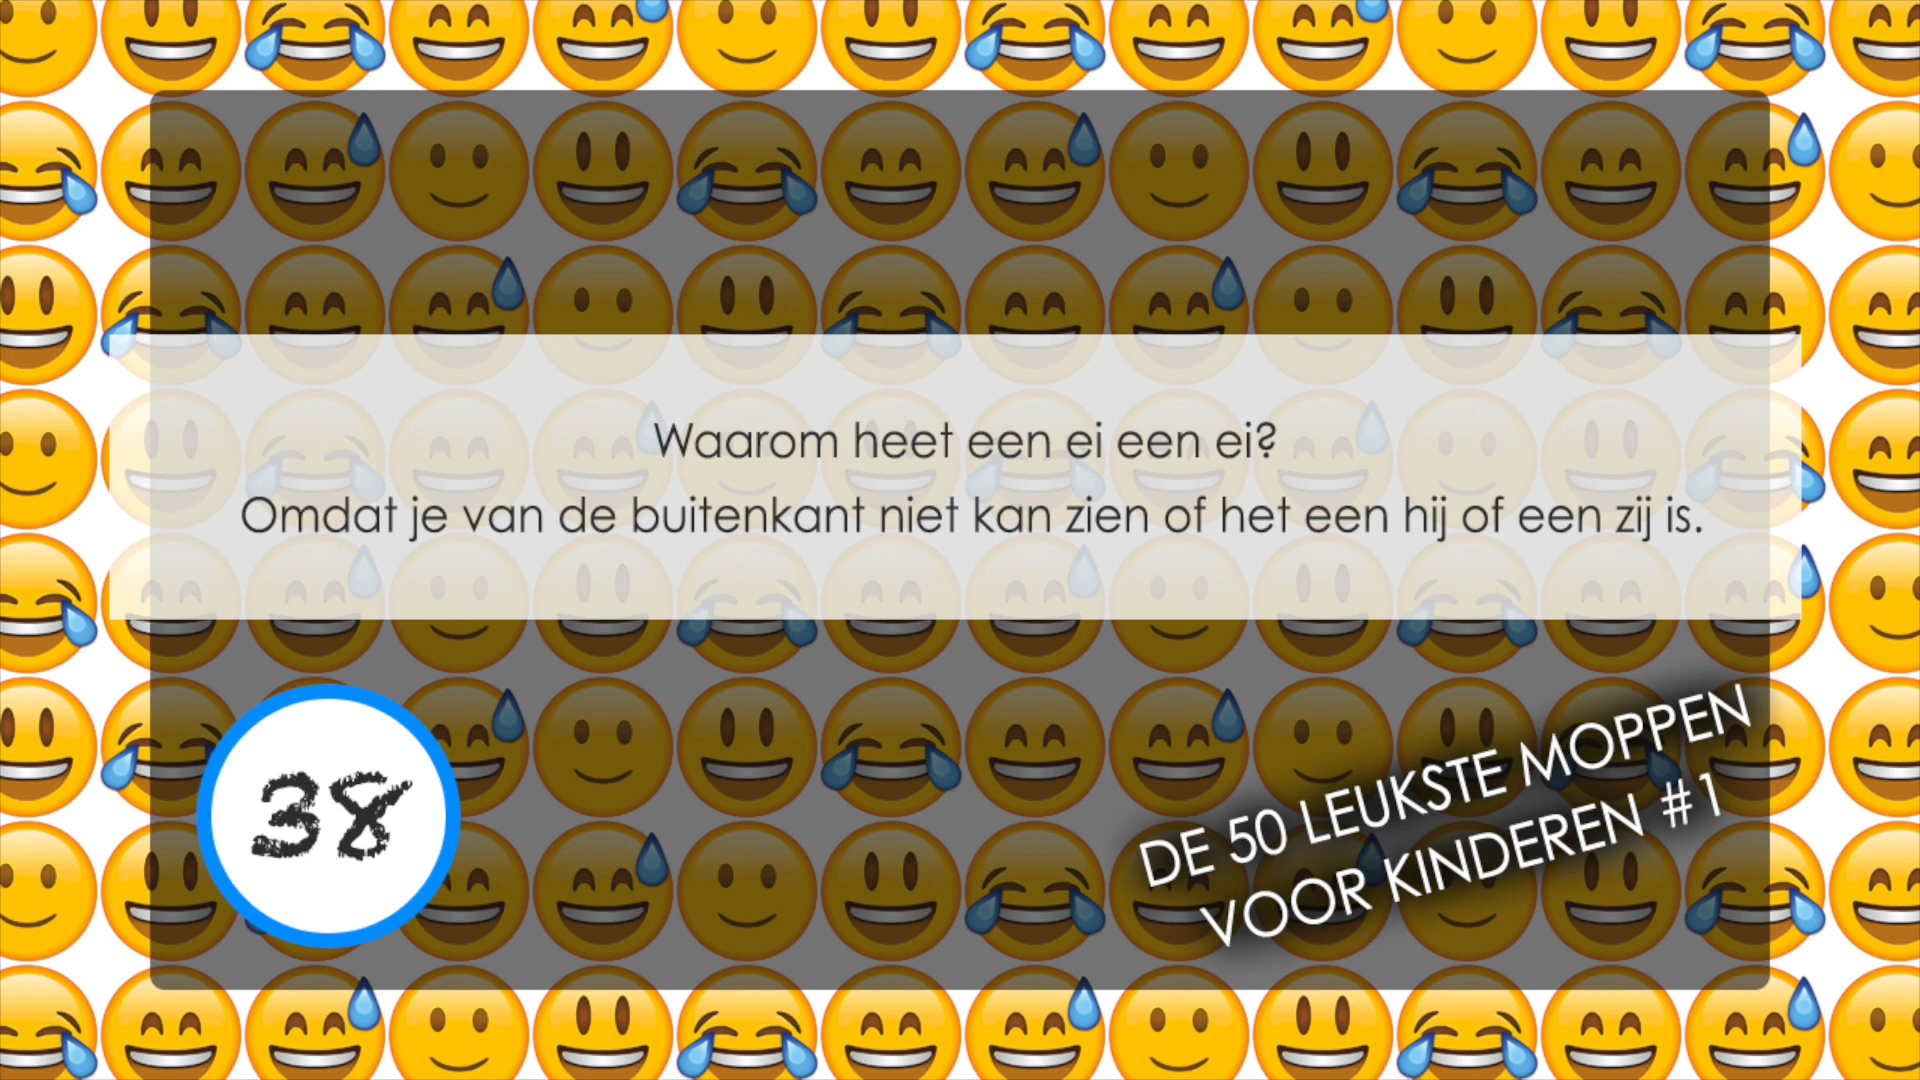 Waarom heet een ei een ei?
Omdat je van de buitenkant niet kan zien of het een hij of een zij is.
38
DE 50 LEUKSTE MOPPEN
VOOR KINDEREN #1